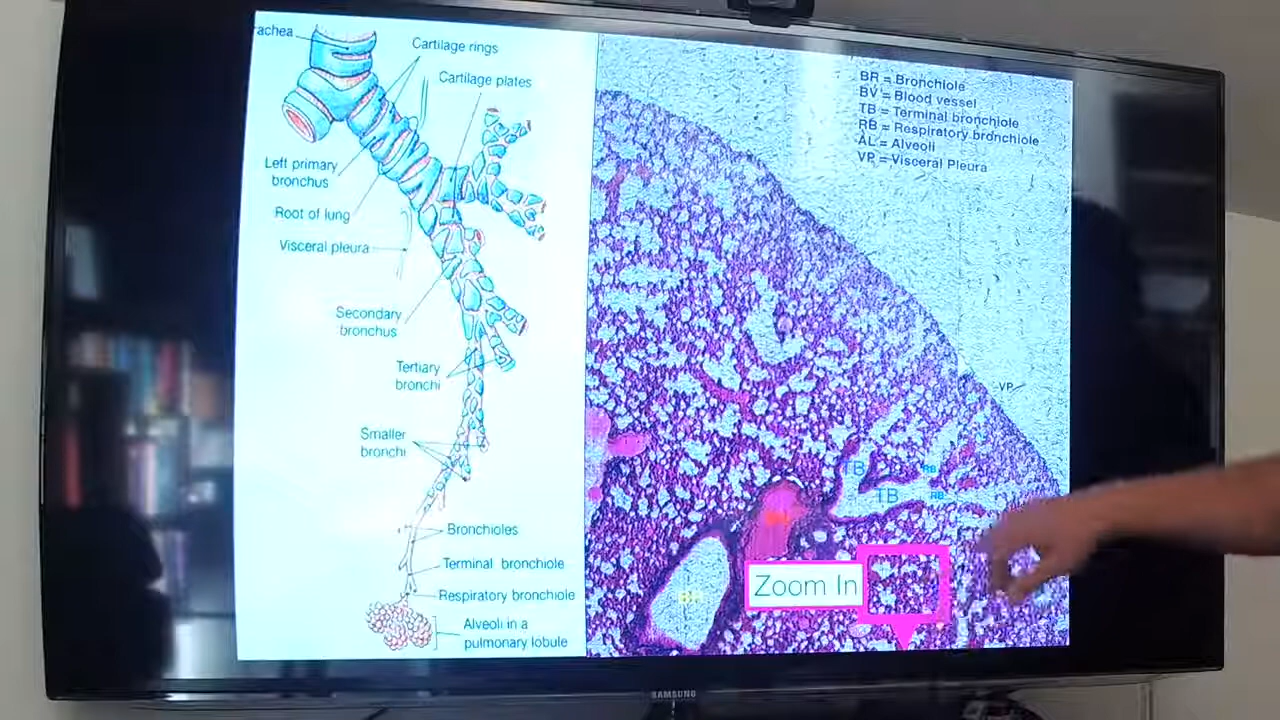 rachea
Cartilage rings
Cartilage plates
Left primary
bronchus
Root of lung
Visceral pleura
Secondary
bronchus
Tertiary
bronchi
Smaller
bronchi
Bronchioles
Terminal bronchiole
Respiratory bronchiole
Alveoli in a
pulmonary lobule
BR = Bronchiole
BV = Blood vessel
TB = Terminal bronchiole
RB = Respiratory bronchiole
AL = Alveoli
VP = Visceral Pleura
VP
TB
RB
TB
RB
Zoom In
SAMSUNG